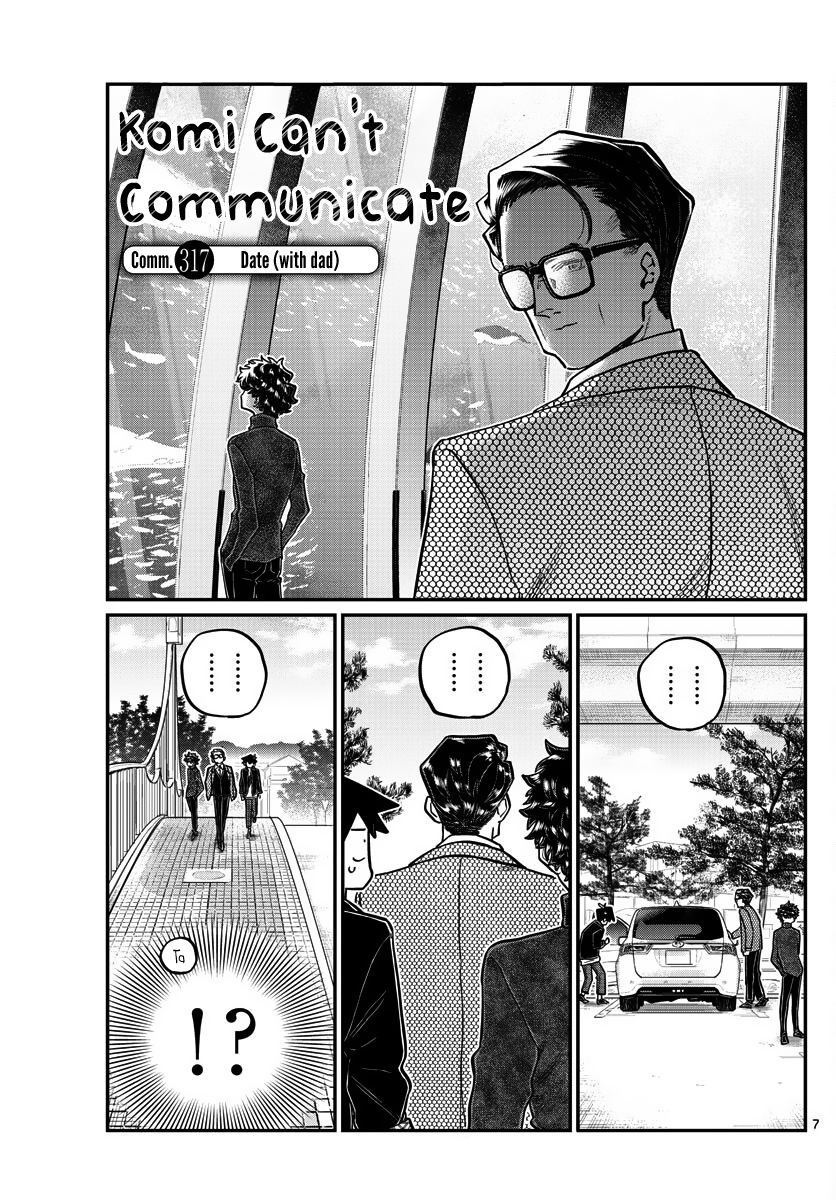 Komi Can't
Communicate
Comm. 317 Date (with dad)
⋮⋮
⋮⋮
⋮⋮
Ta
!?
7